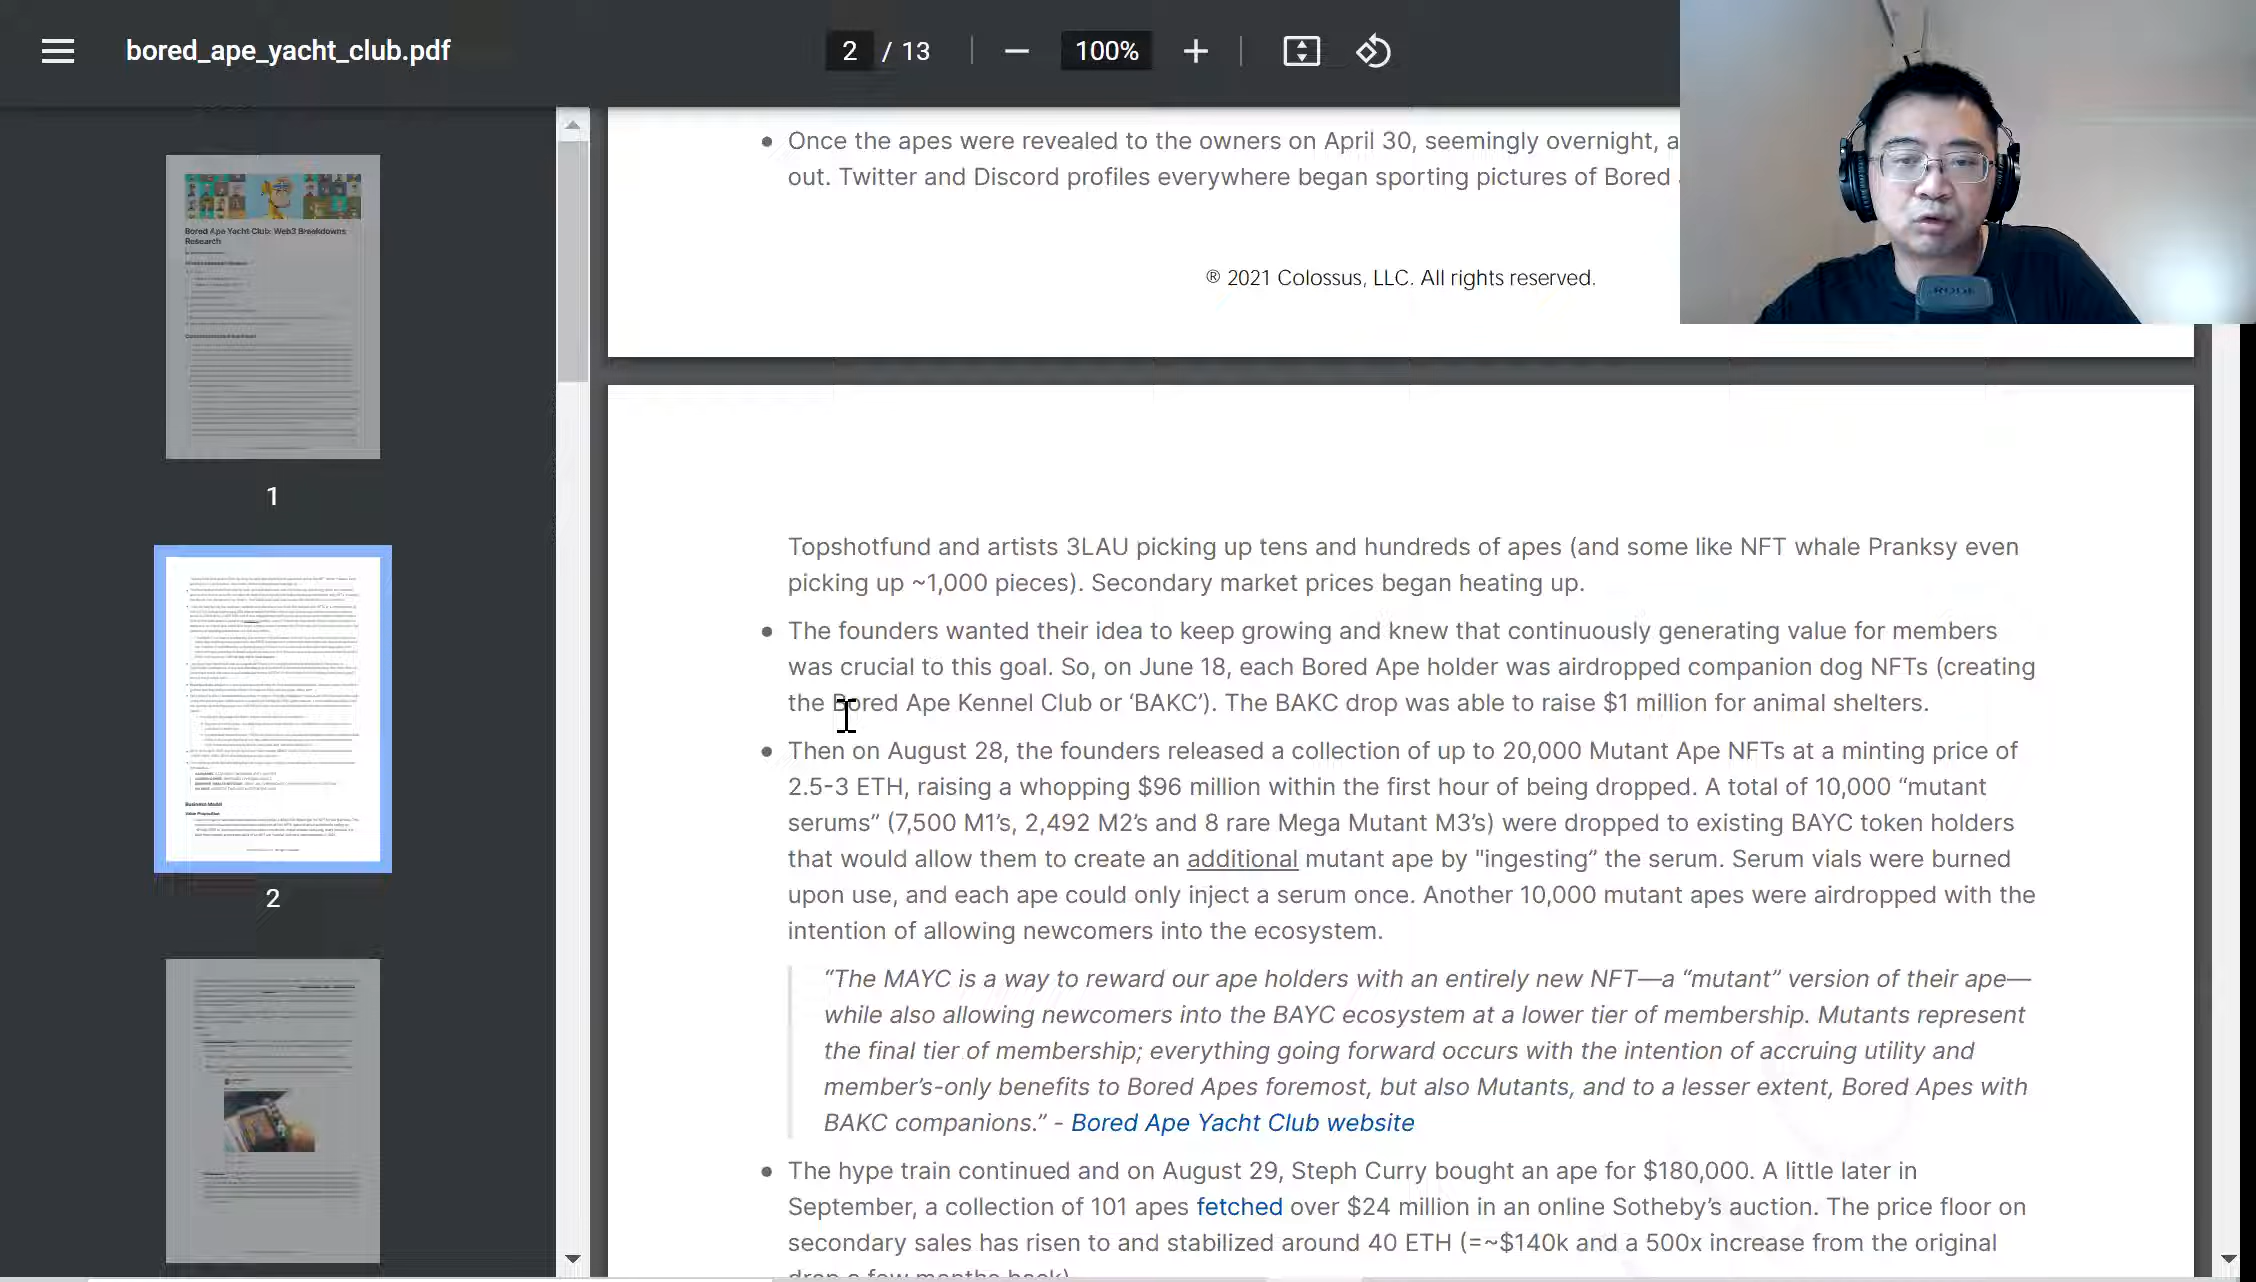 bored_ape_yacht_club.pdf
2 / 13
100%
Bored Ape Yacht Club: Web3 Breakdowns
Research
1
2
Once the apes were revealed to the owners on April 30, seemingly overnight, a
out. Twitter and Discord profiles everywhere began sporting pictures of Bored
® 2021 Colossus, LLC. All rights reserved.
RODE
Topshotfund and artists 3LAU picking up tens and hundreds of apes (and some like NFT whale Pranksy even
picking up ~1,000 pieces). Secondary market prices began heating up.
The founders wanted their idea to keep growing and knew that continuously generating value for members
was crucial to this goal. So, on June 18, each Bored Ape holder was airdropped companion dog NFTs (creating
the Bored Ape Kennel Club or ‘BAKC’). The BAKC drop was able to raise $1 million for animal shelters.
Then on August 28, the founders released a collection of up to 20,000 Mutant Ape NFTs at a minting price of
2.5-3 ETH, raising a whopping $96 million within the first hour of being dropped. A total of 10,000 “mutant
serums” (7,500 M1’s, 2,492 M2’s and 8 rare Mega Mutant M3’s) were dropped to existing BAYC token holders
that would allow them to create an additional mutant ape by "ingesting” the serum. Serum vials were burned
upon use, and each ape could only inject a serum once. Another 10,000 mutant apes were airdropped with the
intention of allowing newcomers into the ecosystem.
“The MAYC is a way to reward our ape holders with an entirely new NFT—a “mutant” version of their ape—
while also allowing newcomers into the BAYC ecosystem at a lower tier of membership. Mutants represent
the final tier of membership; everything going forward occurs with the intention of accruing utility and
member’s-only benefits to Bored Apes foremost, but also Mutants, and to a lesser extent, Bored Apes with
BAKC companions.” - Bored Ape Yacht Club website
The hype train continued and on August 29, Steph Curry bought an ape for $180,000. A little later in
September, a collection of 101 apes fetched over $24 million in an online Sotheby’s auction. The price floor on
secondary sales has risen to and stabilized around 40 ETH (=~$140k and a 500x increase from the original
drop a few months back)
Business Model
Value Proposition